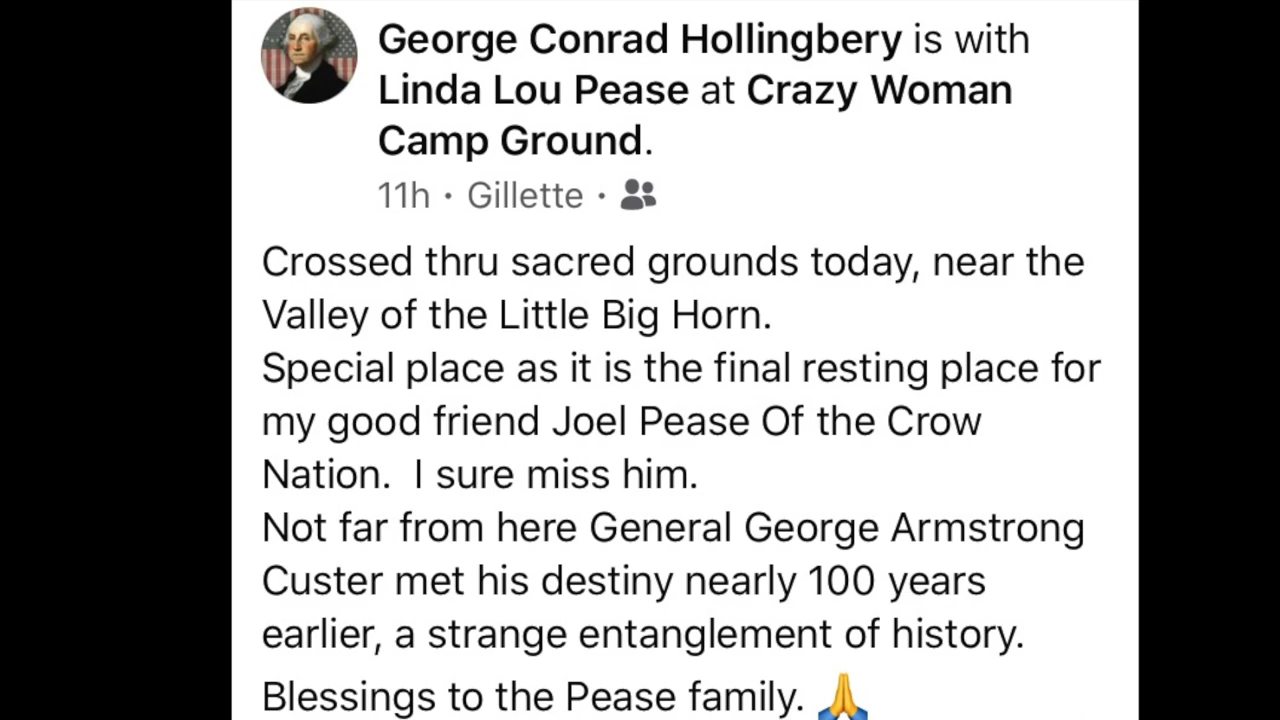 George Conrad Hollingbery is with
Linda Lou Pease at Crazy Woman
Camp Ground.
11h · Gillette ·
Crossed thru sacred grounds today, near the
Valley of the Little Big Horn.
Special place as it is the final resting place for
my good friend Joel Pease Of the Crow
Nation.  I sure miss him.
Not far from here General George Armstrong
Custer met his destiny nearly 100 years
earlier, a strange entanglement of history.
Blessings to the Pease family. 🙏